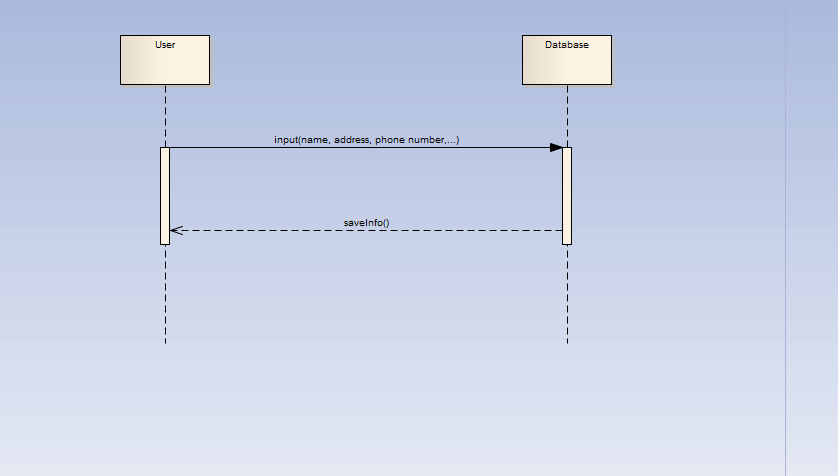 User
Database
input(name, address, phone number,...)
saveInfo()